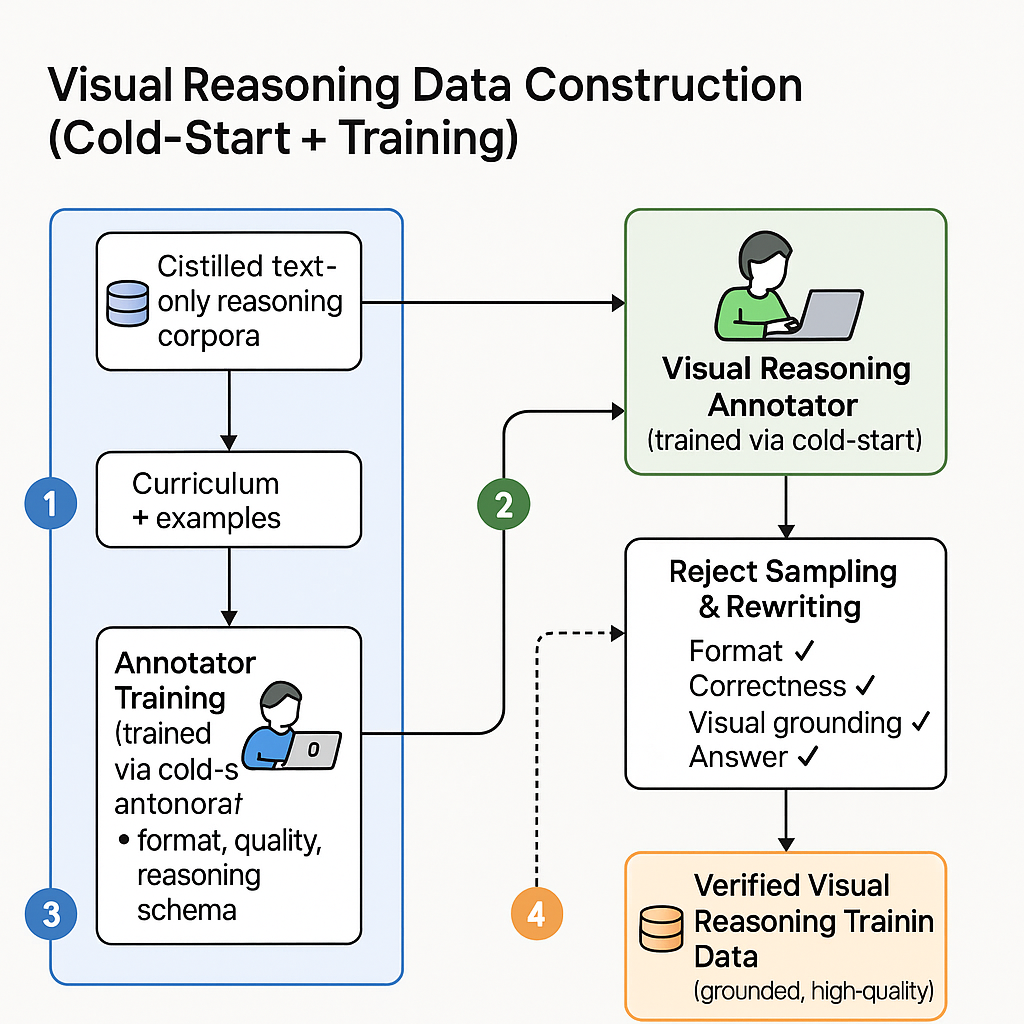 Visual Reasoning Data Construction
(Cold-Start + Training)
Cistilled text-
only reasoning
corpora
1
Curriculum
+ examples
Annotator
Training
(trained
via cold-s
antonorat
0
• format, quality,
reasoning
schema
3
2
Visual Reasoning
Annotator
(trained via cold-start)
Reject Sampling
& Rewriting
Format ✓
Correctness ✓
Visual grounding ✓
Answer ✓
4
Verified Visual
Reasoning Trainin
Data
(grounded, high-quality)